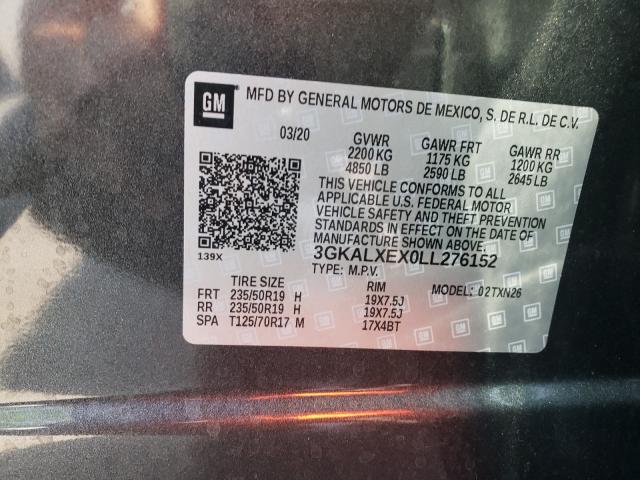 GM
MFD BY GENERAL MOTORS DE MEXICO, S. DE R.L. DE C.V.
03/20 GVWR GAWR FRT GAWR RR
2200 KG 1175 KG 1200 KG
4850 LB 2590 LB 2645 LB
THIS VEHICLE CONFORMS TO ALL
APPLICABLE U.S. FEDERAL MOTOR
VEHICLE SAFETY AND THEFT PREVENTION
STANDARDS IN EFFECT ON THE DATE OF
MANUFACTURE SHOWN ABOVE.
139X
3GKALXEX0LL276152
TYPE: M.P.V. MODEL: 02TXN26
TIRE SIZE RIM
FRT 235/50R19 H 19X7.5J
RR 235/50R19 H 19X7.5J
SPA T125/70R17 M 17X4BT